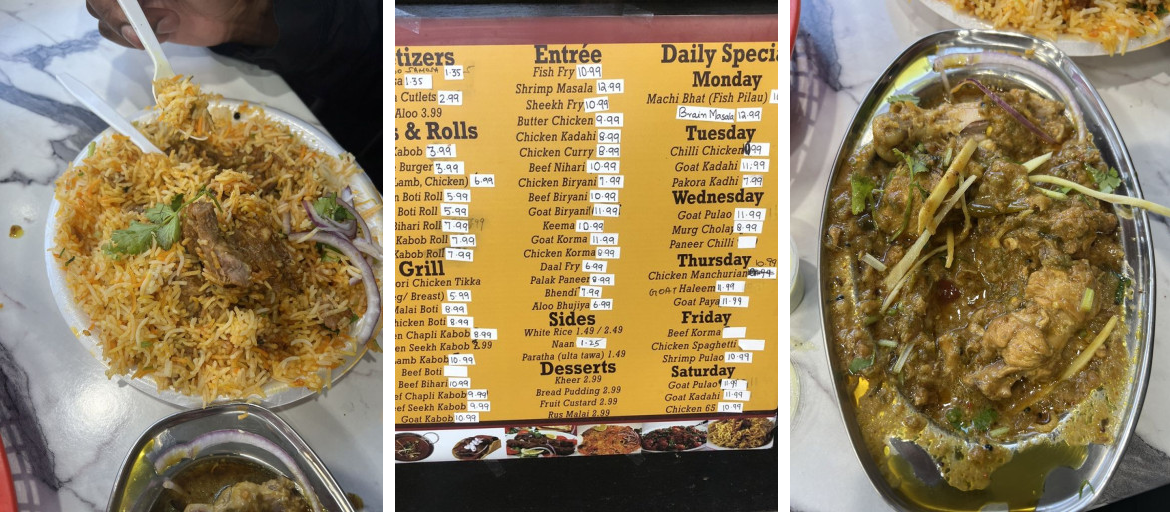 tizers
1.35
sa 1.35
Cutlets 2.99
Aloo 3.99
s & Rolls
Kabob 3.99
Burger 3.99
Lamb, Chicken) 6.99
n Boti Roll 5.99
Boti Roll 5.99
Bihari Roll 7.99
Kabob Roll 7.99
Kabob Roll 7.99
Grill
ori Chicken Tikka
eg/ Breast) 5.99
Malai Boti 8.99
hicken Boti 8.99
en Chapli Kabob 8.99
en Seekh Kabob 2.99
amb Kabob 10.99
Beef Boti
Beef Bihari 10.99
ef Chapli Kabob 9.99
eef Seekh Kabob 9.99
Goat Kabob 10.99
Entrée
Fish Fry 10.99
Shrimp Masala 12.99
Sheekh Fry 10.99
Butter Chicken 9.99
Chicken Kadahi 8.99
Chicken Curry 8.99
Beef Nihari 10.99
Chicken Biryani 7.99
Beef Biryani 10.99
Goat Biryani 11.99
Keema 10.99
Goat Korma 11.99
Chicken Korma 8.99
Daal Fry 6.99
Palak Paneer 8.99
Bhendi 7.99
Aloo Bhujiya 6.99
Sides
White Rice 1.49 / 2.49
Naan 1.25
Paratha (ulta tawa) 1.49
Desserts
Kheer 2.99
Bread Pudding 2.99
Fruit Custard 2.99
Rus Malai 2.99
Daily Specia
Monday
Machi Bhat (Fish Pilau)
Brain Masala 12.99
Tuesday
Chilli Chicken 10.99
Goat Kadahi 11.99
Pakora Kadhi 7.99
Wednesday
Goat Pulao 11.99
Murg Cholay 8.99
Paneer Chilli
Thursday
10.99
Chicken Manchurian
GOAT Haleem 11.99
Goat Paya 11.99
Friday
Beef Korma
Chicken Spaghetti
Shrimp Pulao 10.99
Saturday
Goat Pulao 11.99
Goat Kadahi 11.99
Chicken 65 10.99